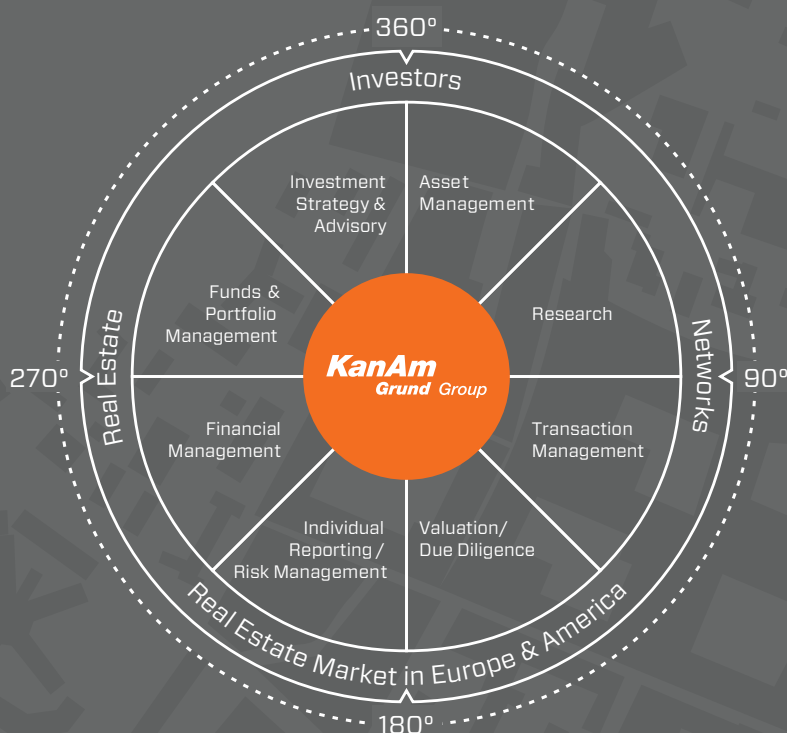 360°
Investors
Investment
Strategy &
Advisory
Asset
Management
Funds &
Portfolio
Management
Research
Real Estate
Networks
270°
90°
KanAm
Grund Group
Financial
Management
Transaction
Management
Individual
Reporting /
Risk Management
Valuation/
Due Diligence
Real Estate Market in Europe & America
180°